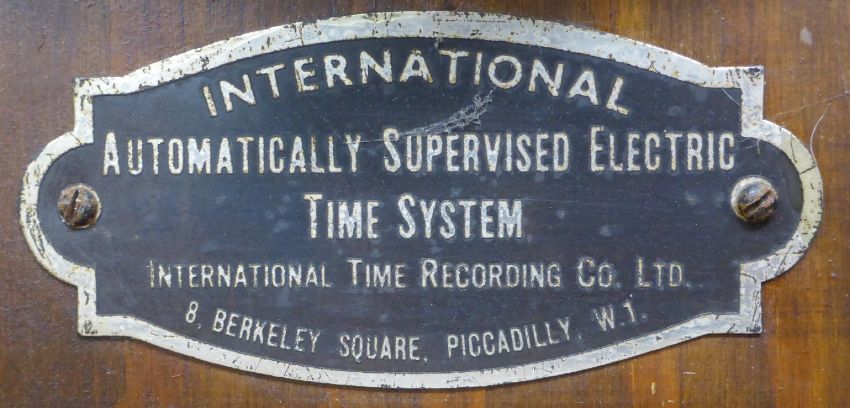 INTERNATIONAL
AUTOMATICALLY SUPERVISED ELECTRIC
TIME SYSTEM
INTERNATIONAL TIME RECORDING CO. LTD.
8, BERKELEY SQUARE, PICCADILLY, W.1.